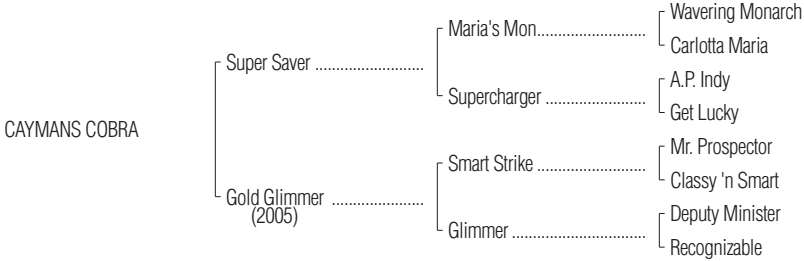 Wavering Monarch
Maria's Mon..........................
Carlotta Maria
Super Saver ..........................
A.P. Indy
Supercharger ........................
Get Lucky
CAYMANS COBRA
Mr. Prospector
Smart Strike ..........................
Classy 'n Smart
Gold Glimmer ......................
(2005)
Deputy Minister
Glimmer ................................
Recognizable